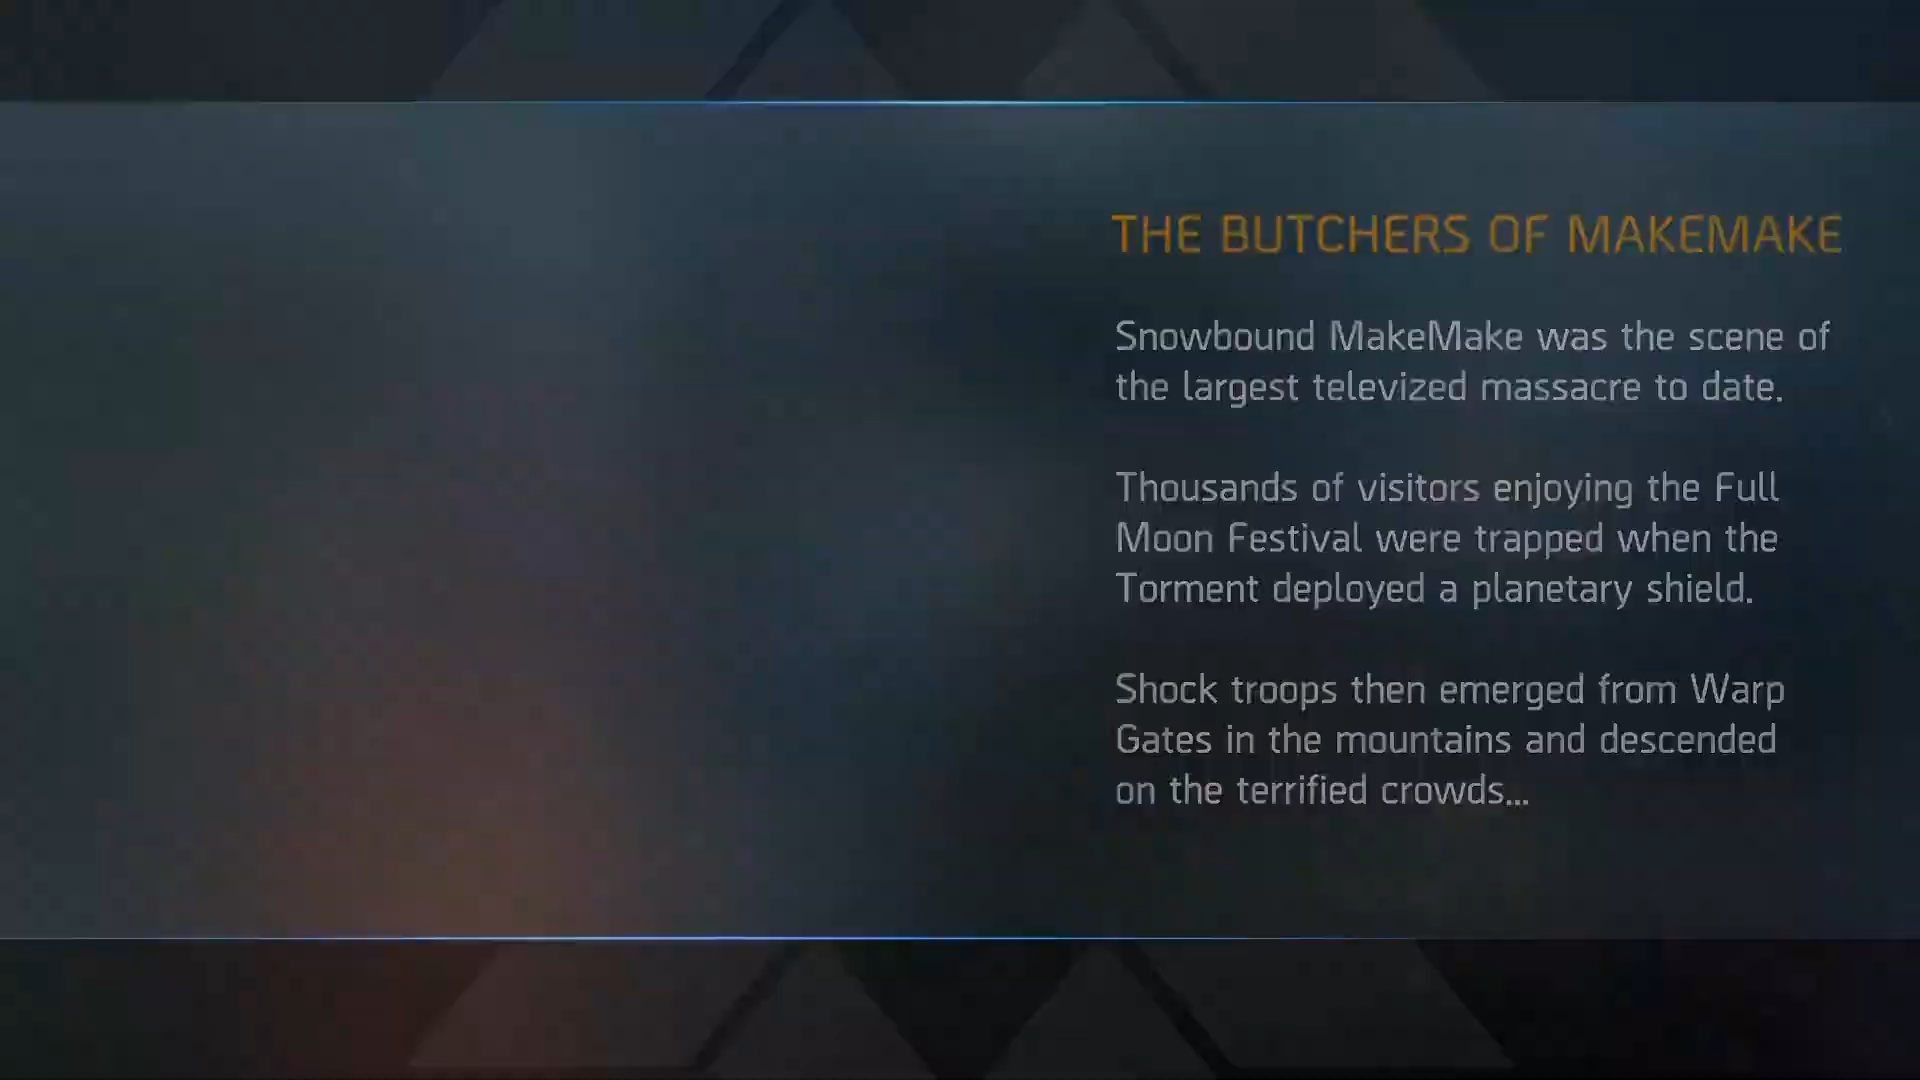 THE BUTCHERS OF MAKEMAKE
Snowbound MakeMake was the scene of
the largest televized massacre to date.
Thousands of visitors enjoying the Full
Moon Festival were trapped when the
Torment deployed a planetary shield.
Shock troops then emerged from Warp
Gates in the mountains and descended
on the terrified crowds...